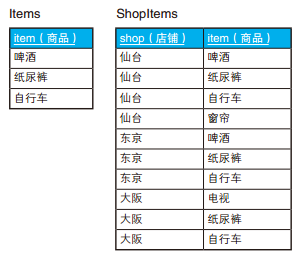 Items
item（商品）
啤酒
纸尿裤
自行车
ShopItems
shop（店铺） item（商品）
仙台 啤酒
仙台 纸尿裤
仙台 自行车
仙台 窗帘
东京 啤酒
东京 纸尿裤
东京 自行车
大阪 电视
大阪 纸尿裤
大阪 自行车